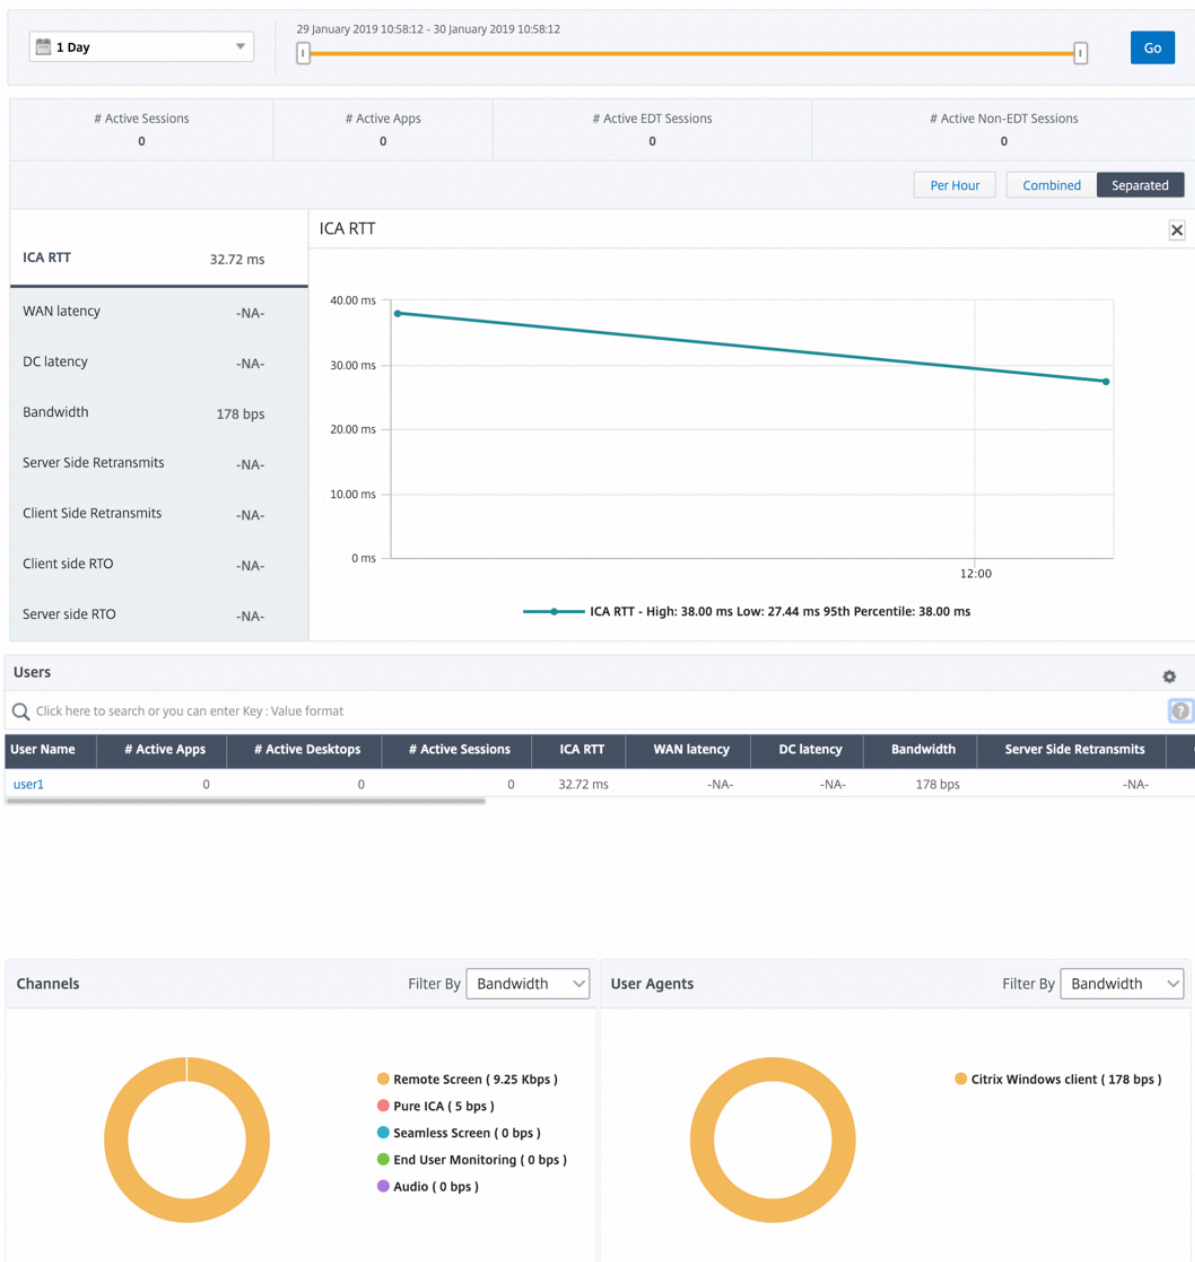 29 January 2019 10:58:12 - 30 January 2019 10:58:12
1 Day
Go
# Active Sessions # Active Apps # Active EDT Sessions # Active Non-EDT Sessions
0 0 0 0
Per Hour Combined Separated
ICA RTT
ICA RTT 32.72 ms
WAN latency -NA-
DC latency -NA-
Bandwidth 178 bps
Server Side Retransmits -NA-
Client Side Retransmits -NA-
Client side RTO -NA-
Server side RTO -NA-
40.00 ms
30.00 ms
20.00 ms
10.00 ms
0 ms
12:00
ICA RTT - High: 38.00 ms Low: 27.44 ms 95th Percentile: 38.00 ms
Users
Click here to search or you can enter Key : Value format
?
User Name # Active Apps # Active Desktops # Active Sessions ICA RTT WAN latency DC latency Bandwidth Server Side Retransmits
user1 0 0 0 32.72 ms -NA- -NA- 178 bps -NA-
Channels Filter By Bandwidth
Remote Screen ( 9.25 Kbps )
Pure ICA ( 5 bps )
Seamless Screen ( 0 bps )
End User Monitoring ( 0 bps )
Audio ( 0 bps )
User Agents Filter By Bandwidth
Citrix Windows client ( 178 bps )